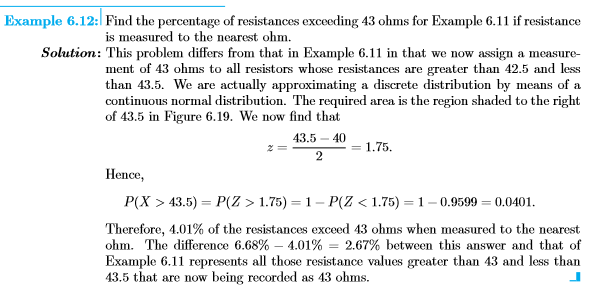 Example 6.12: Find the percentage of resistances exceeding 43 ohms for Example 6.11 if resistance
is measured to the nearest ohm.
Solution: This problem differs from that in Example 6.11 in that we now assign a measure-
ment of 43 ohms to all resistors whose resistances are greater than 42.5 and less
than 43.5. We are actually approximating a discrete distribution by means of a
continuous normal distribution. The required area is the region shaded to the right
of 43.5 in Figure 6.19. We now find that
z = (43.5 − 40)/2 = 1.75.
Hence,
P(X > 43.5) = P(Z > 1.75) = 1 − P(Z < 1.75) = 1 − 0.9599 = 0.0401.
Therefore, 4.01% of the resistances exceed 43 ohms when measured to the nearest
ohm. The difference 6.68% − 4.01% = 2.67% between this answer and that of
Example 6.11 represents all those resistance values greater than 43 and less than
43.5 that are now being recorded as 43 ohms.